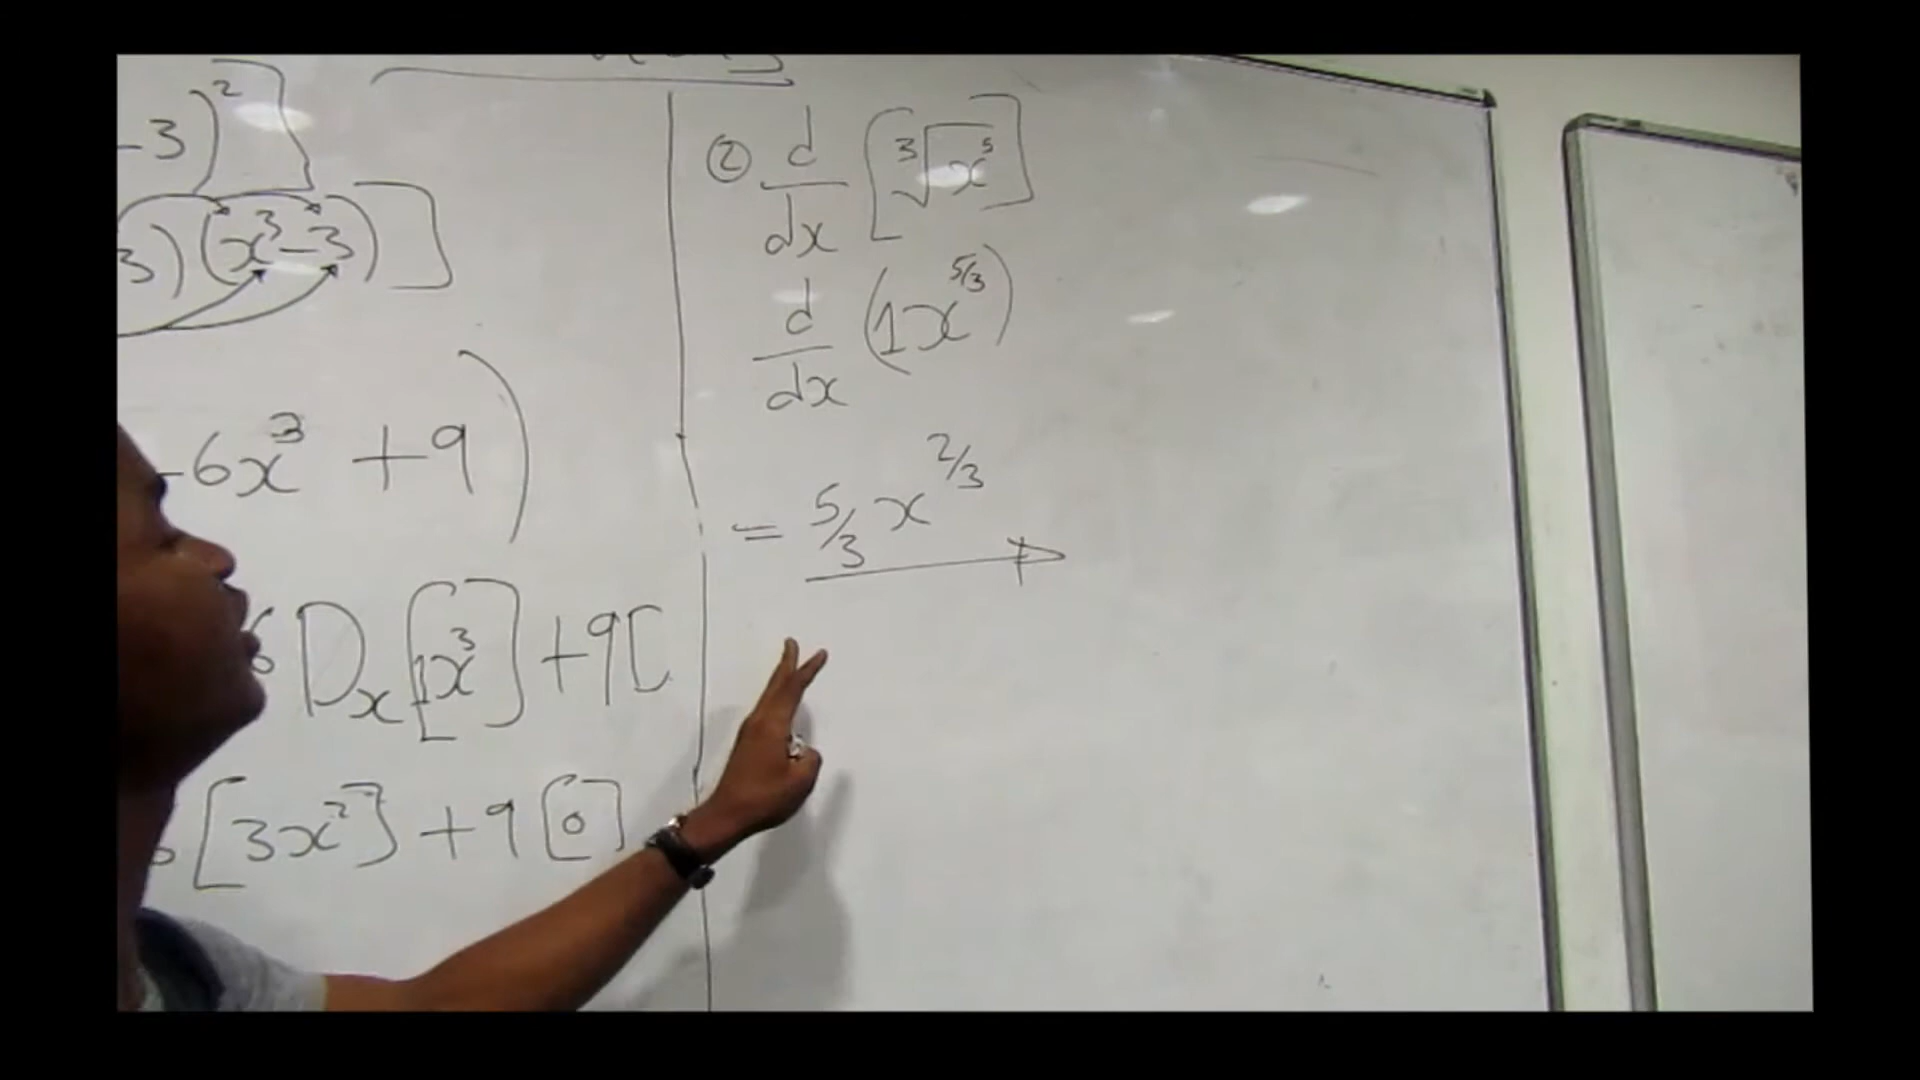 -3)²]
3)(x³-3)]
-6x³ +9)
6 Dₓ[1x³]+9[
[3x²]+9[0]
② d/dx [∛x⁵]
d/dx (1x^5/3)
= 5/3 x^2/3